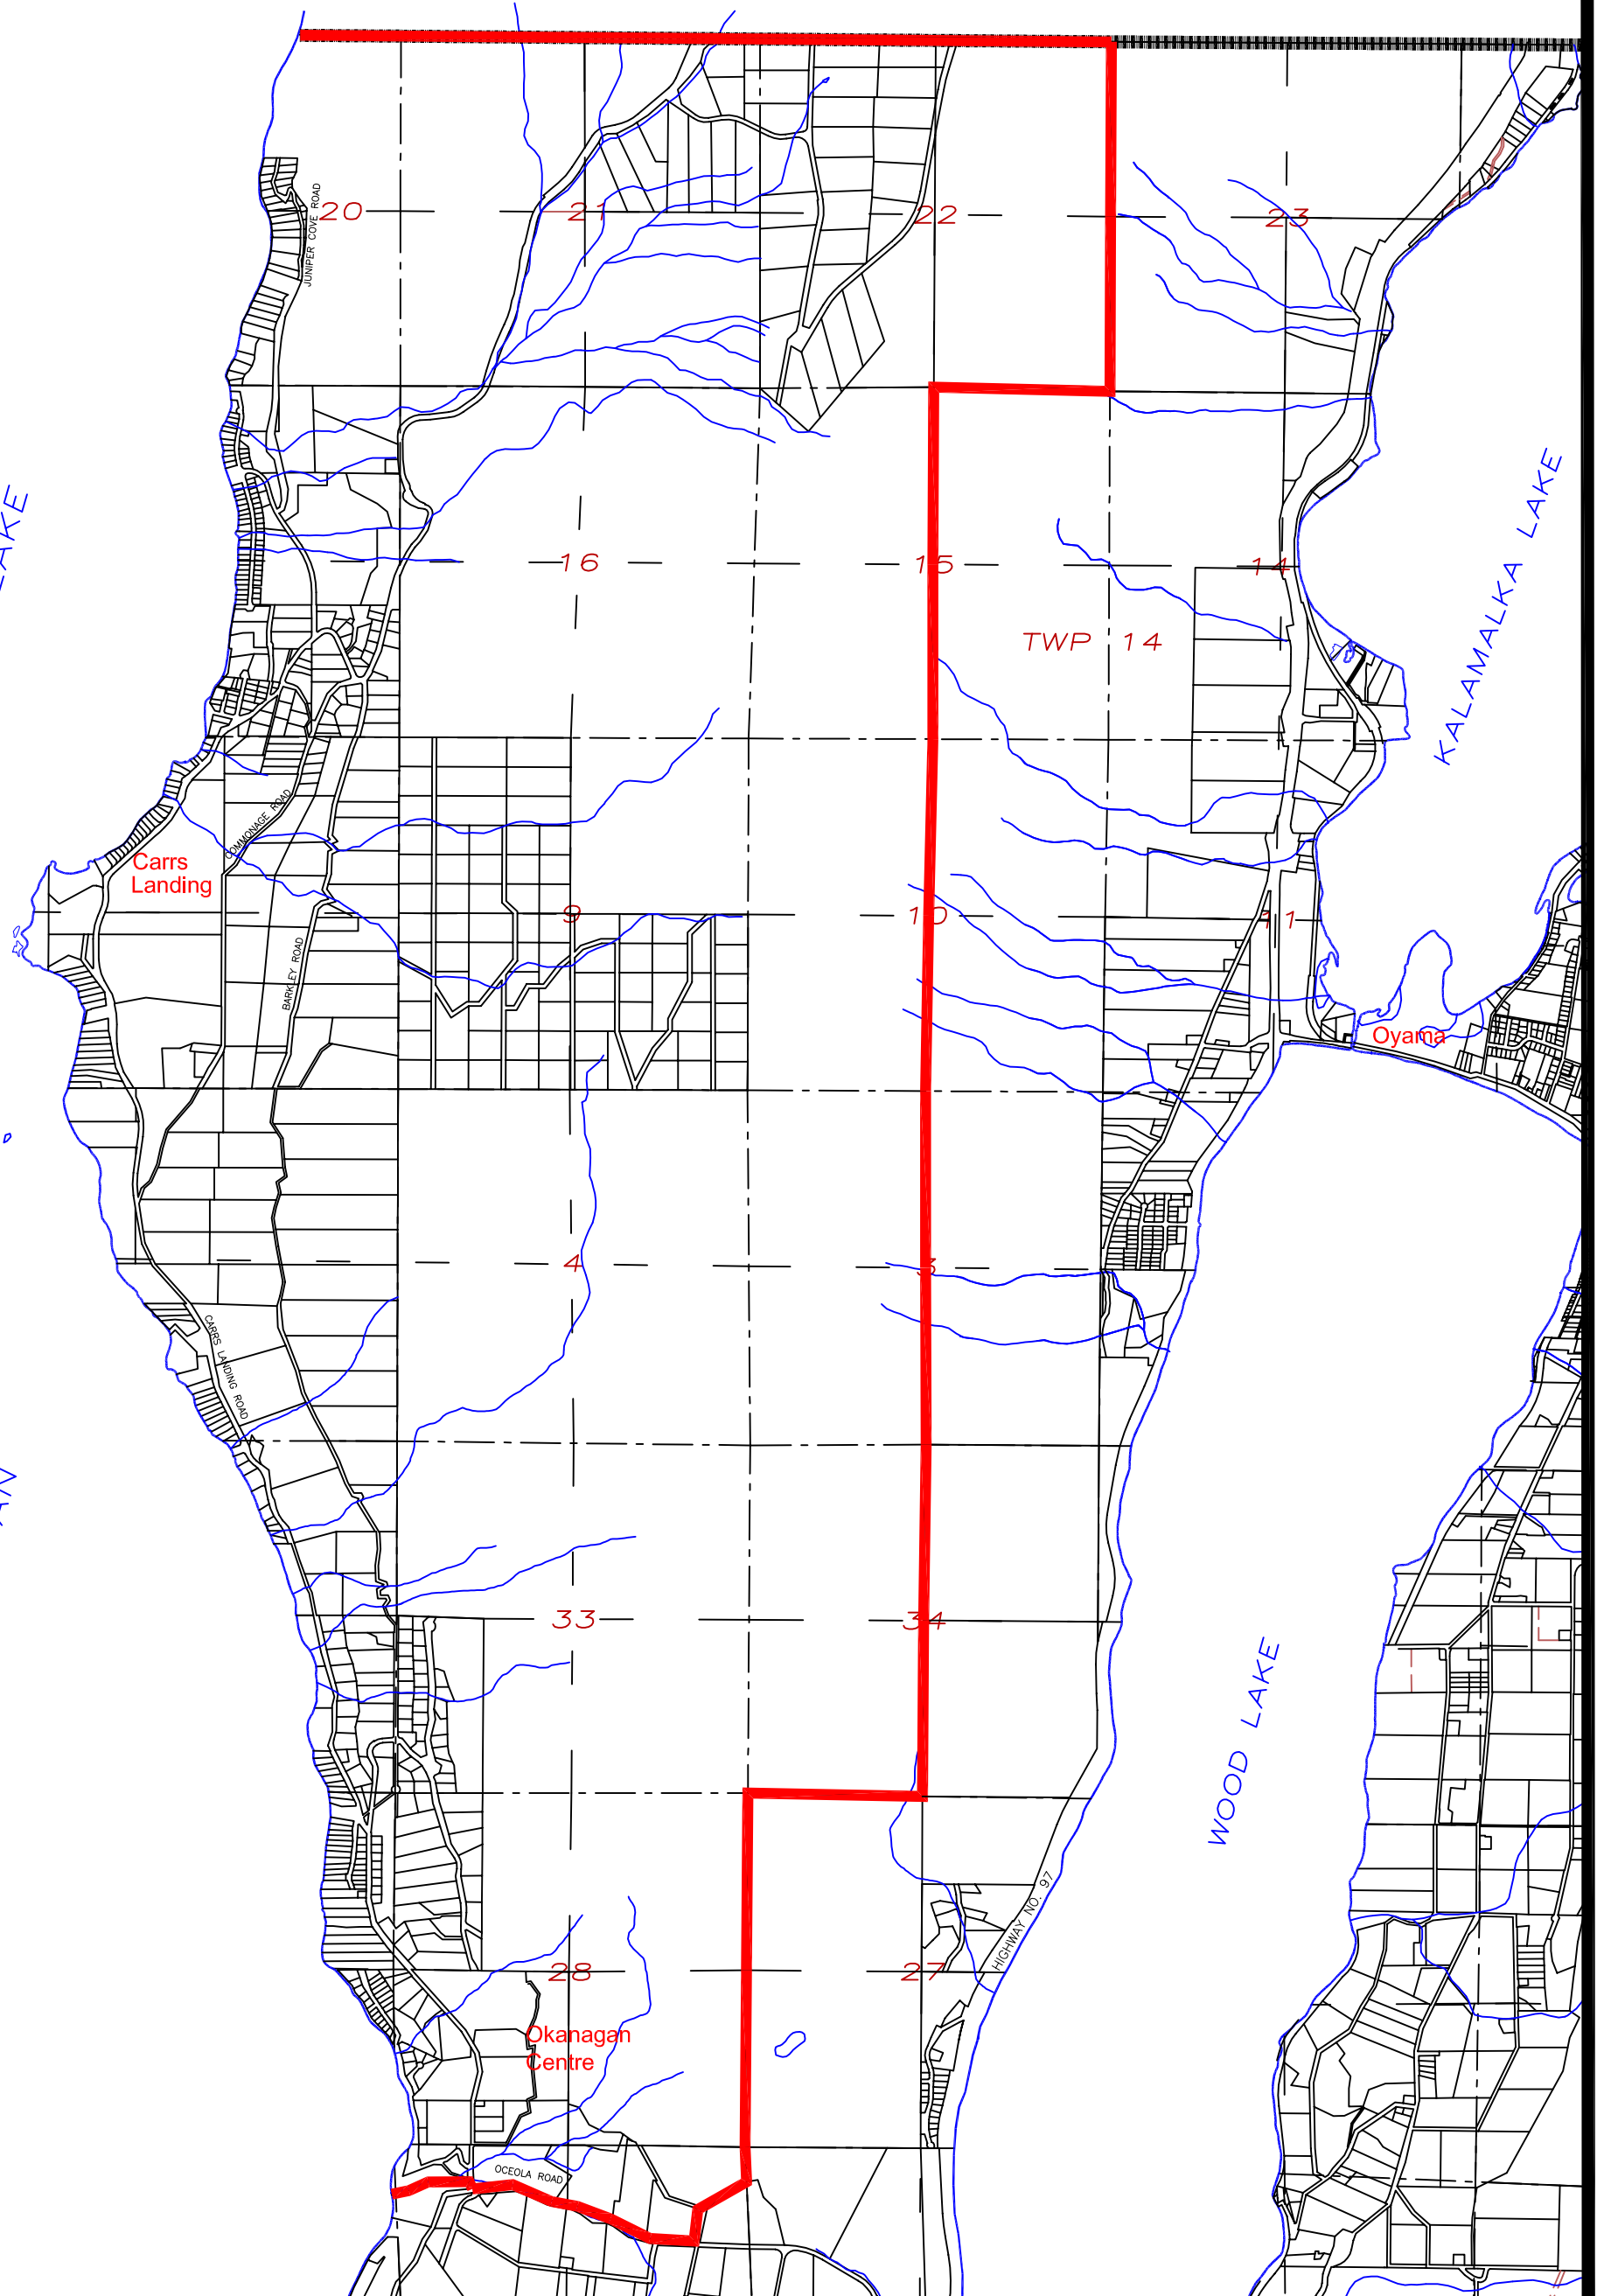 20
21
22
23
JUNIPER COVE ROAD
LAKE
KALAMALKA LAKE
16
15
14
TWP 14
COMMONAGE ROAD
Carrs
Landing
9
10
11
BARKLEY ROAD
Oyama
4
3
CARRS LANDING ROAD
33
34
WOOD LAKE
HIGHWAY NO. 97
28
27
Okanagan
Centre
OCEOLA ROAD